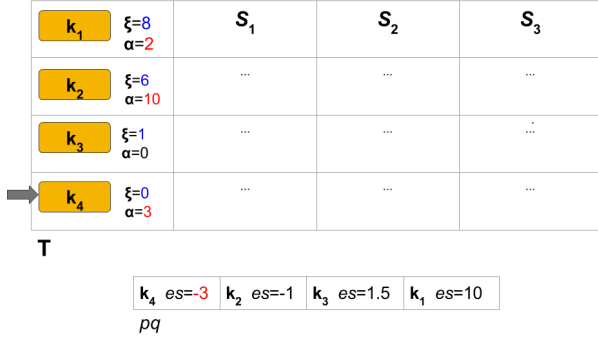 k1 ξ=8 α=2 S1 S2 S3
k2 ξ=6 α=10 ... ... ...
k3 ξ=1 α=0 ... ... ...
k4 ξ=0 α=3 ... ... ...
T
k4 es=-3 k2 es=-1 k3 es=1.5 k1 es=10
pq